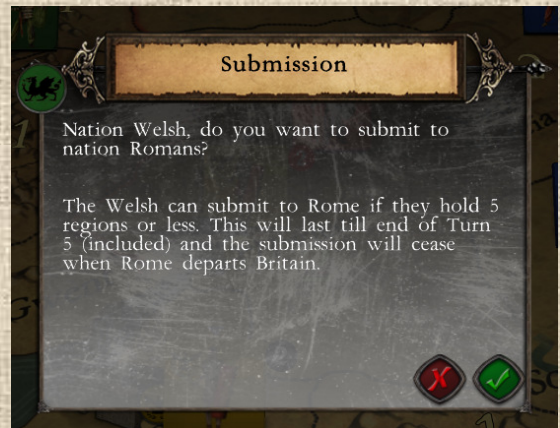 Submission
Nation Welsh, do you want to submit to
nation Romans?
The Welsh can submit to Rome if they hold 5
regions or less. This will last till end of Turn
5 (included) and the submission will cease
when Rome departs Britain.